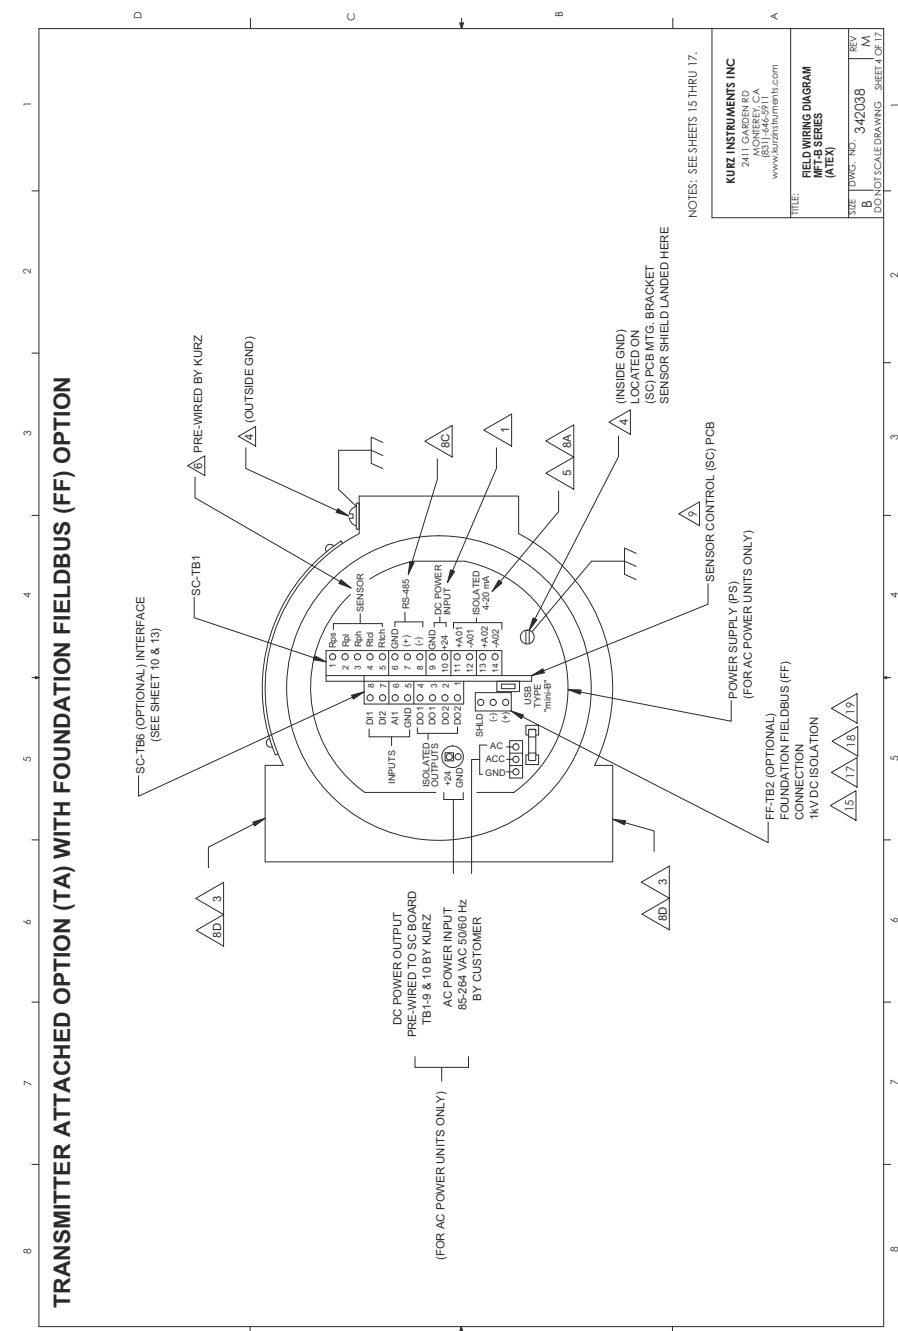 TRANSMITTER ATTACHED OPTION (TA) WITH FOUNDATION FIELDBUS (FF) OPTION
8
7
6
5
4
3
2
1
D
C
B
A
SC-TB6 (OPTIONAL) INTERFACE
(SEE SHEET 10 & 13)
SC-TB1
6 PRE-WIRED BY KURZ
4 (OUTSIDE GND)
8D 3
DI1 8
DI2 7
AI1 6
GND 5
DO1 4
DO1 3
DO2 2
DO2 1
INPUTS
ISOLATED
OUTPUTS
1 Rps
2 Rpl
3 Rph
4 Rtd
5 Rtch
6 GND
7 (+)
8 (-)
9 GND
10 +24
11 +A01
12 -A01
13 +A02
14 -A02
SENSOR
RS-485
DC POWER
INPUT
ISOLATED
4-20 mA
8C
1
5 8A
+24
GND
AC
ACC
GND
SHLD
(-)
(+)
USB
TYPE
"mini-B"
DC POWER OUTPUT
PRE-WIRED TO SC BOARD
TB1-9 & 10 BY KURZ
AC POWER INPUT
85-264 VAC 50/60 Hz
BY CUSTOMER
(FOR AC POWER UNITS ONLY)
4 (INSIDE GND)
LOCATED ON
(SC) PCB MTG. BRACKET
SENSOR SHIELD LANDED HERE
9
SENSOR CONTROL (SC) PCB
POWER SUPPLY (PS)
(FOR AC POWER UNITS ONLY)
8D 3
FF-TB2 (OPTIONAL)
FOUNDATION FIELDBUS (FF)
CONNECTION
1kV DC ISOLATION
15 17 18 19
NOTES: SEE SHEETS 15 THRU 17.
KURZ INSTRUMENTS INC
2411 GARDEN RD
MONTEREY, CA
(831)-646-5911
www.kurzinstruments.com
TITLE:
FIELD WIRING DIAGRAM
MFT-B SERIES
(ATEX)
SIZE
B
DWG. NO.
342038
REV
M
DO NOT SCALE DRAWING SHEET 4 OF 17
8
7
6
5
4
3
2
1